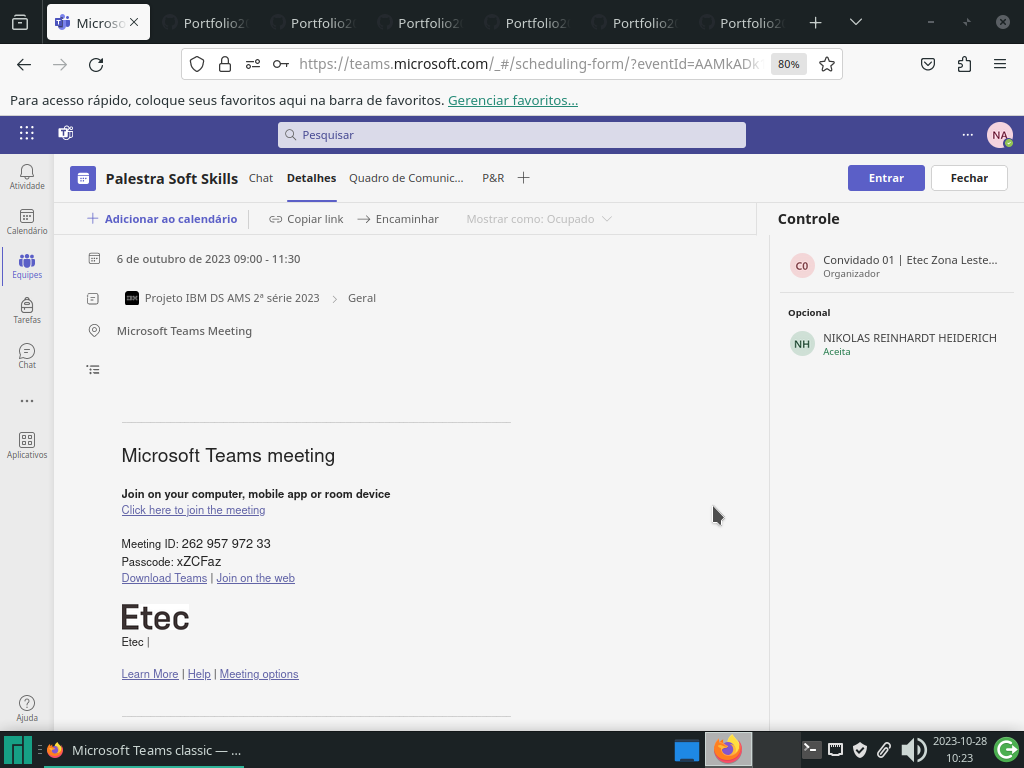 Microso
Portfolio2
Portfolio2
Portfolio2
Portfolio2
Portfolio2
Portfolio2
https://teams.microsoft.com/_#/scheduling-form/?eventId=AAMkADk
80%
Para acesso rápido, coloque seus favoritos aqui na barra de favoritos. Gerenciar favoritos...
Pesquisar
NA
Atividade
Calendário
Equipes
Tarefas
Chat
Aplicativos
Ajuda
Palestra Soft Skills
Chat
Detalhes
Quadro de Comunic...
P&R
Entrar
Fechar
Adicionar ao calendário
Copiar link
Encaminhar
Mostrar como: Ocupado
6 de outubro de 2023 09:00 - 11:30
IBM
Projeto IBM DS AMS 2ª série 2023 > Geral
Microsoft Teams Meeting
Microsoft Teams meeting
Join on your computer, mobile app or room device
Click here to join the meeting
Meeting ID: 262 957 972 33
Passcode: xZCFaz
Download Teams | Join on the web
Etec
Etec |
Learn More | Help | Meeting options
Controle
C0
Convidado 01 | Etec Zona Leste...
Organizador
Opcional
NH
NIKOLAS REINHARDT HEIDERICH
Aceita
Microsoft Teams classic — ...
2023-10-28
10:23